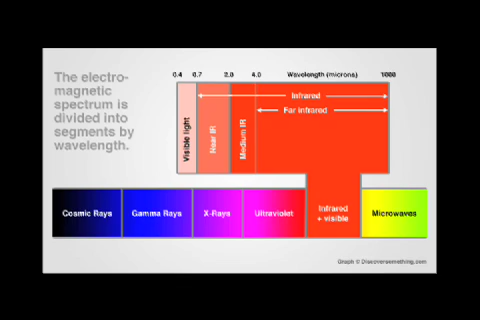 The electro-
magnetic
spectrum is
divided into
segments by
wavelength.
0.4 0.7 2.0 4.0 Wavelength (microns) 1000
Infrared
Far Infrared
Visible light
Near IR
Medium IR
Cosmic Rays
Gamma Rays
X-Rays
Ultraviolet
Infrared
+ visible
Microwaves
Graph © Discoversomething.com